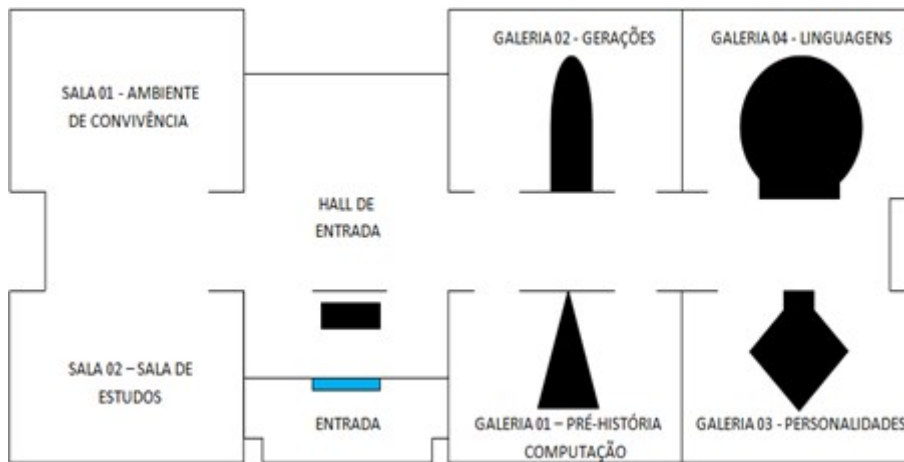 GALERIA 02 - GERAÇÕES
GALERIA 04 - LINGUAGENS
SALA 01 - AMBIENTE
DE CONVIVÊNCIA
HALL DE
ENTRADA
SALA 02 – SALA DE
ESTUDOS
ENTRADA
GALERIA 01 – PRÉ-HISTÓRIA
COMPUTAÇÃO
GALERIA 03 - PERSONALIDADES